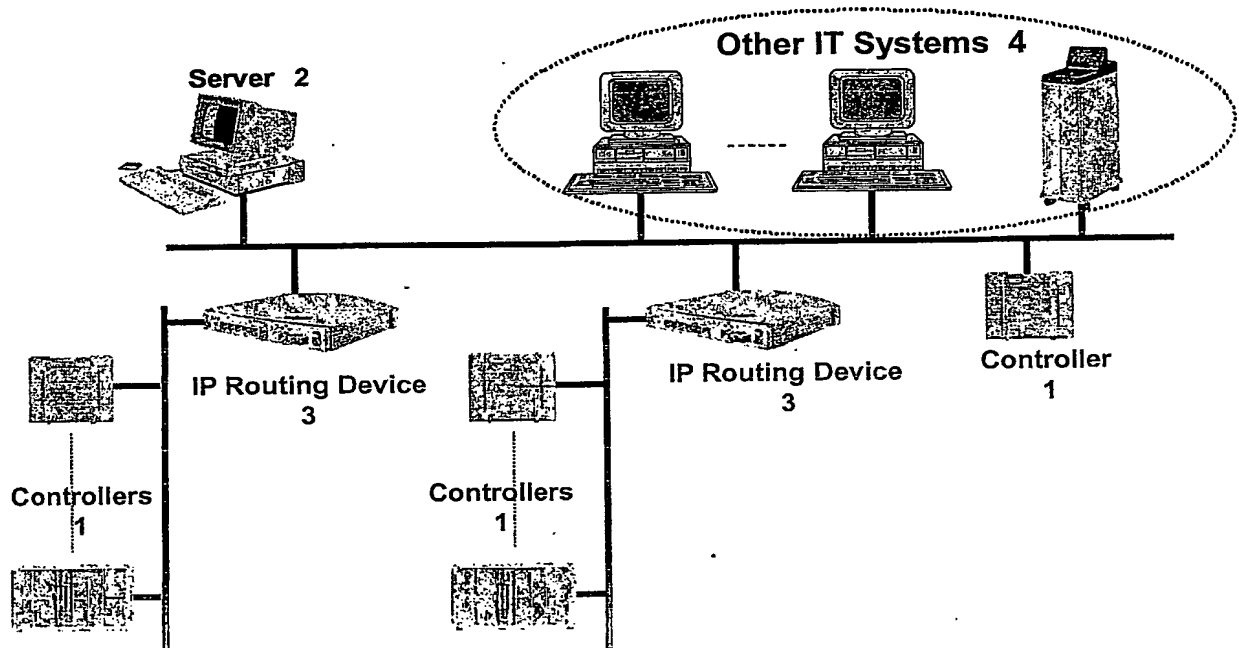 Other IT Systems 4
Server 2
IP Routing Device
3
IP Routing Device
3
Controller
1
Controllers
1
Controllers
1